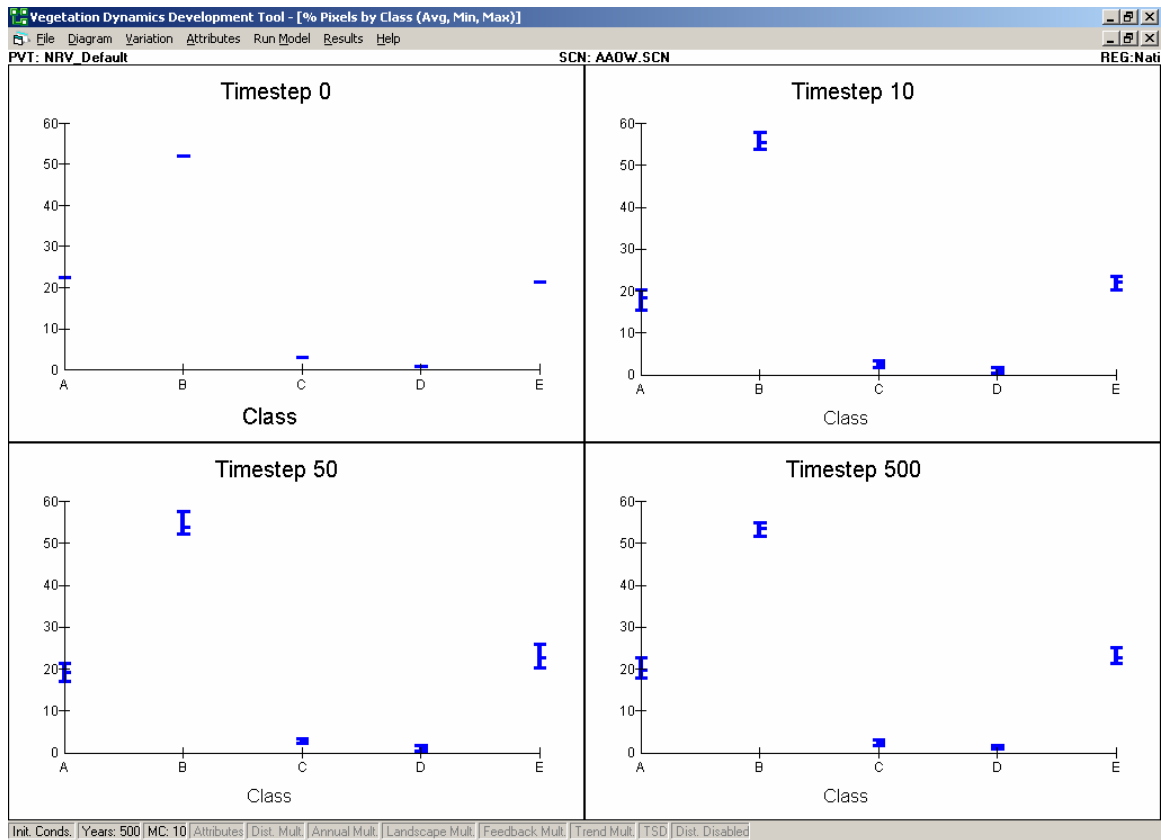 Vegetation Dynamics Development Tool - [% Pixels by Class (Avg, Min, Max)]
File Diagram Variation Attributes Run Model Results Help
PVT: NRV_Default SCN: AAOW.SCN REG:Nati
Timestep 0
60
50
40
30
20
10
0
A B C D E
Class
Timestep 10
60
50
40
30
20
10
0
A B C D E
Class
Timestep 50
60
50
40
30
20
10
0
A B C D E
Class
Timestep 500
60
50
40
30
20
10
0
A B C D E
Class
Init. Conds. Years: 500 MC: 10 Attributes Dist. Mult. Annual Mult. Landscape Mult. Feedback Mult. Trend Mult. TSD Dist. Disabled